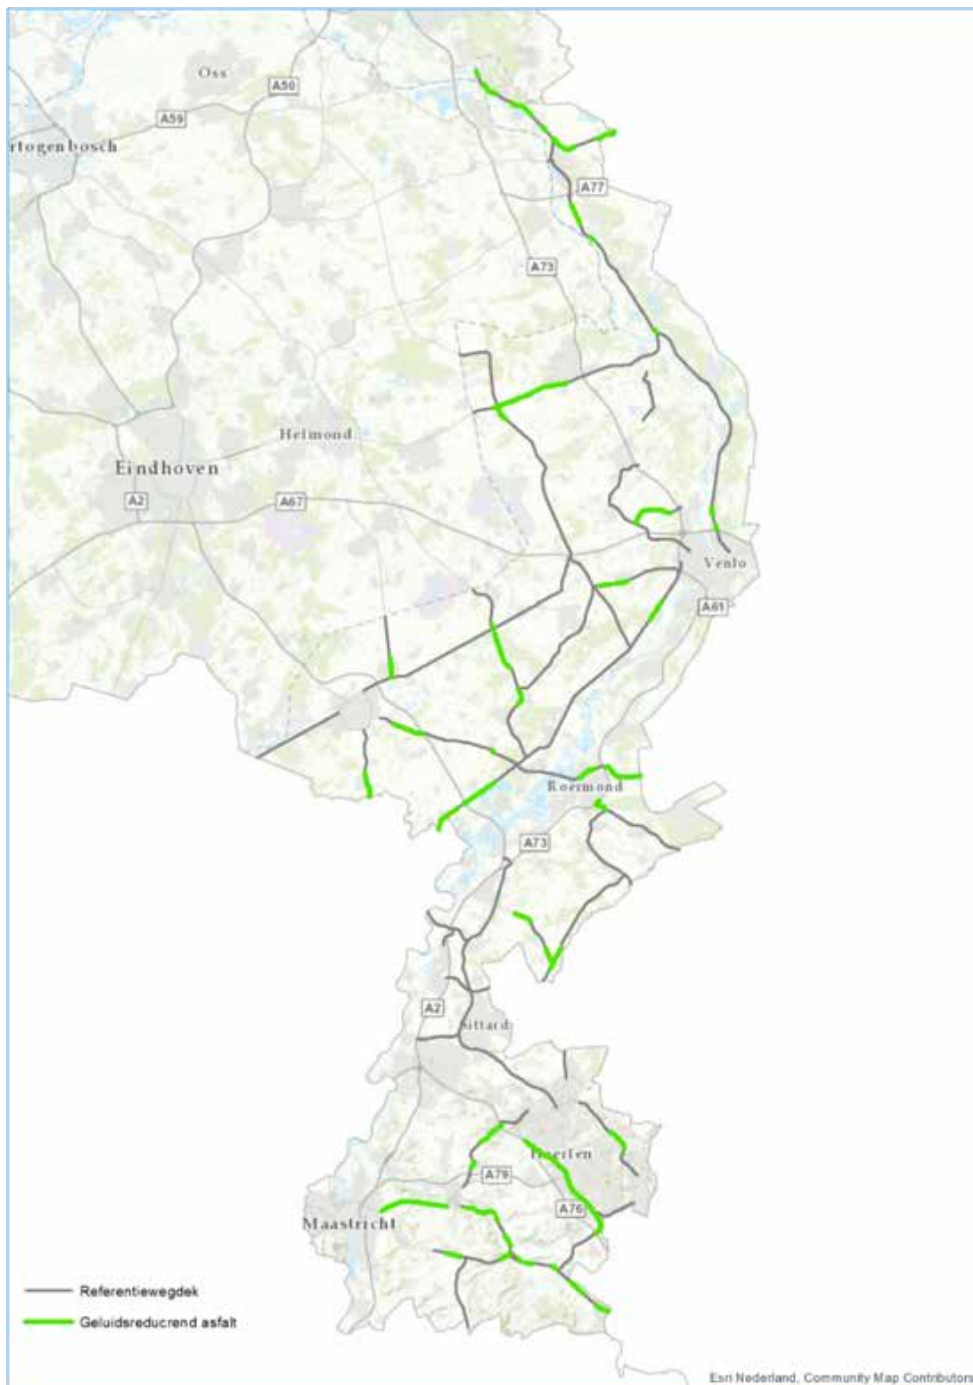 Oss
A50
A59
rtogenbosch
A77
A73
Helmond
Eindhoven
A2
A67
Venlo
A61
Roermond
A73
A2
Sittard
Heerlen
A79
A76
Maastricht
Referentiewegdek
Geluidsreducrend asfalt
Esri Nederland, Community Map Contributors